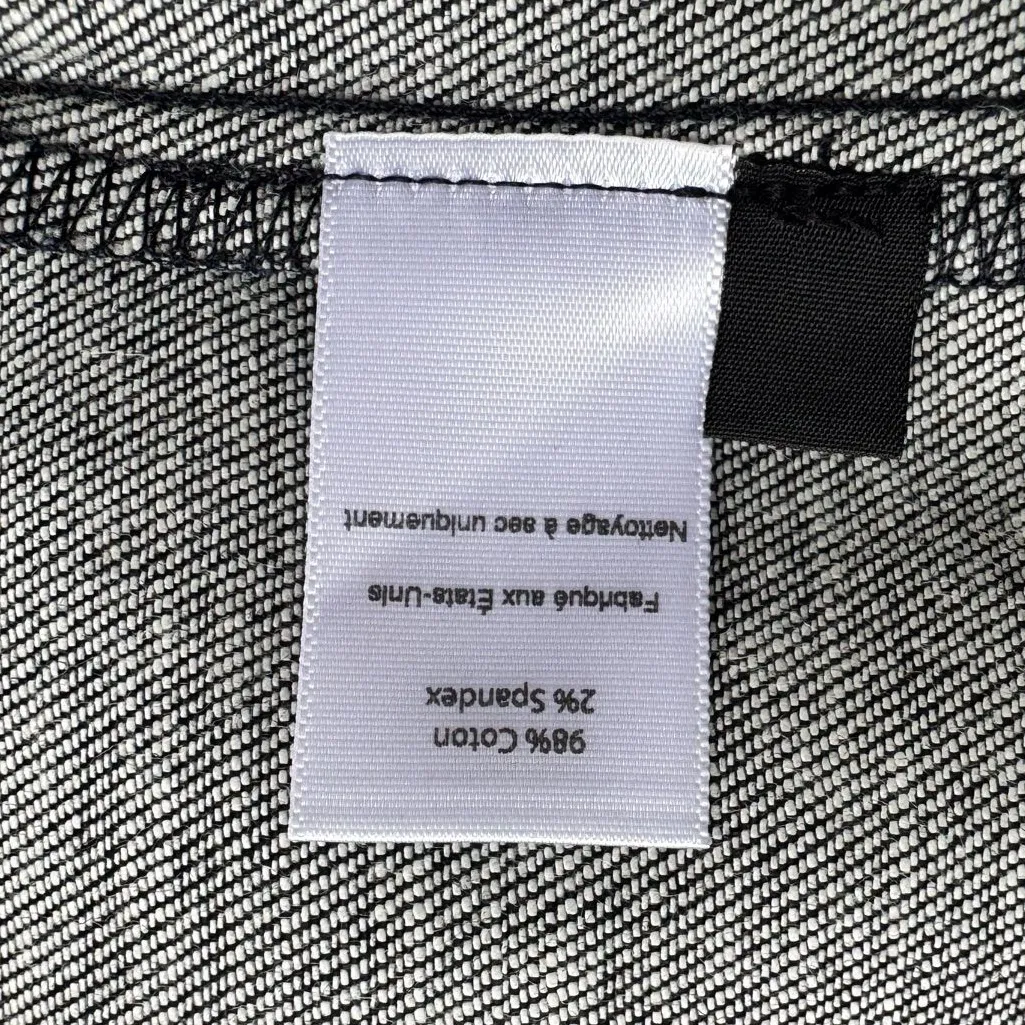 98% Coton
2% Spandex
Fabriqué aux États-Unis
Nettoyage à sec uniquement